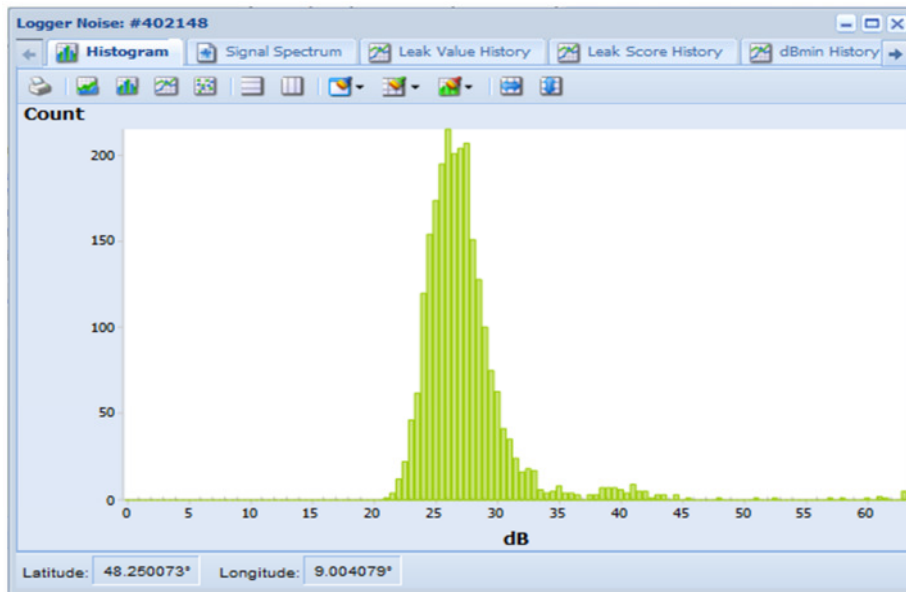 Logger Noise: #402148
Histogram Signal Spectrum Leak Value History Leak Score History dBmin History
Count
200
150
100
50
0
0 5 10 15 20 25 30 35 40 45 50 55 60
dB
Latitude: 48.250073° Longitude: 9.004079°